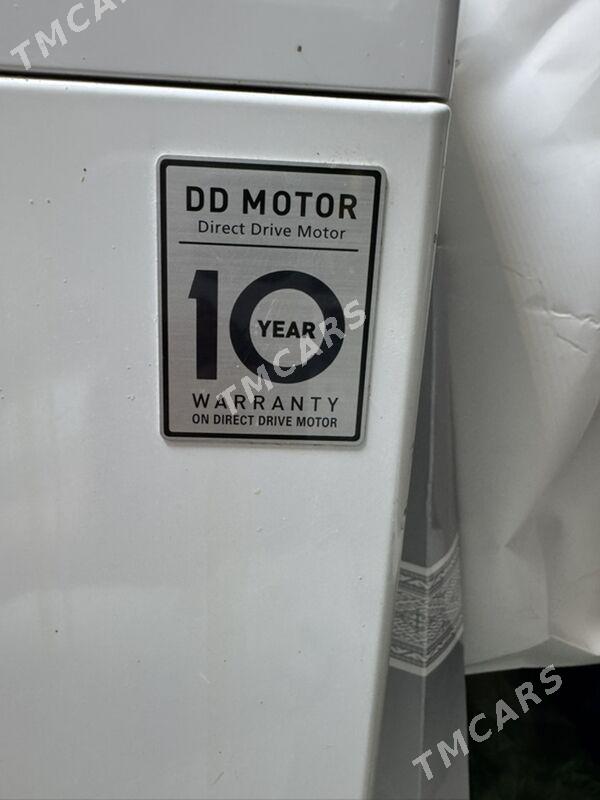 TMCARS
DD MOTOR
Direct Drive Motor
10
YEAR
WARRANTY
ON DIRECT DRIVE MOTOR
TMCARS
TMCARS